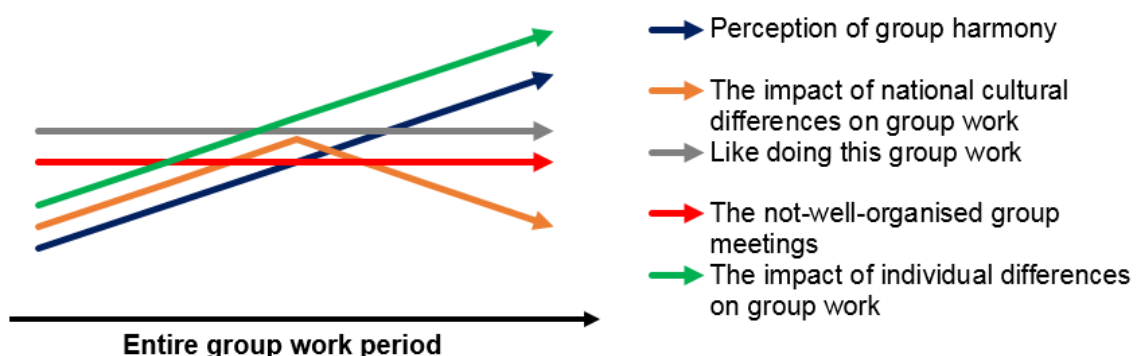 Perception of group harmony
The impact of national cultural
differences on group work
Like doing this group work
The not-well-organised group
meetings
The impact of individual differences
on group work
Entire group work period